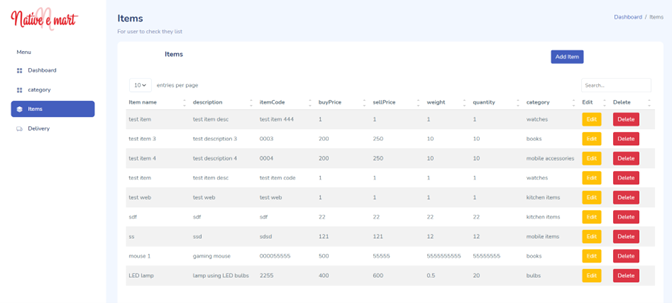 Native e mart
Items
Dashboard / Items
For user to check they list
Menu
Dashboard
category
Items
Delivery
Items
Add Item
10 entries per page
Search...
Item name description itemCode buyPrice sellPrice weight quantity category Edit Delete
test item test item desc test item 444 1 1 1 1 watches Edit Delete
test item 3 test description 3 0003 200 250 10 10 books Edit Delete
test item 4 test description 4 0004 200 250 10 10 mobile accessories Edit Delete
test item test item desc test item code 1 1 1 1 watches Edit Delete
test web test web test web 1 1 1 1 kitchen items Edit Delete
sdf sdf sdf 22 22 22 22 kitchen items Edit Delete
ss ssd sdsd 121 121 12 12 mobile items Edit Delete
mouse 1 gaming mouse 000055555 500 55555 5555555555 55555555 books Edit Delete
LED lamp lamp using LED bulbs 2255 400 600 0.5 20 bulbs Edit Delete